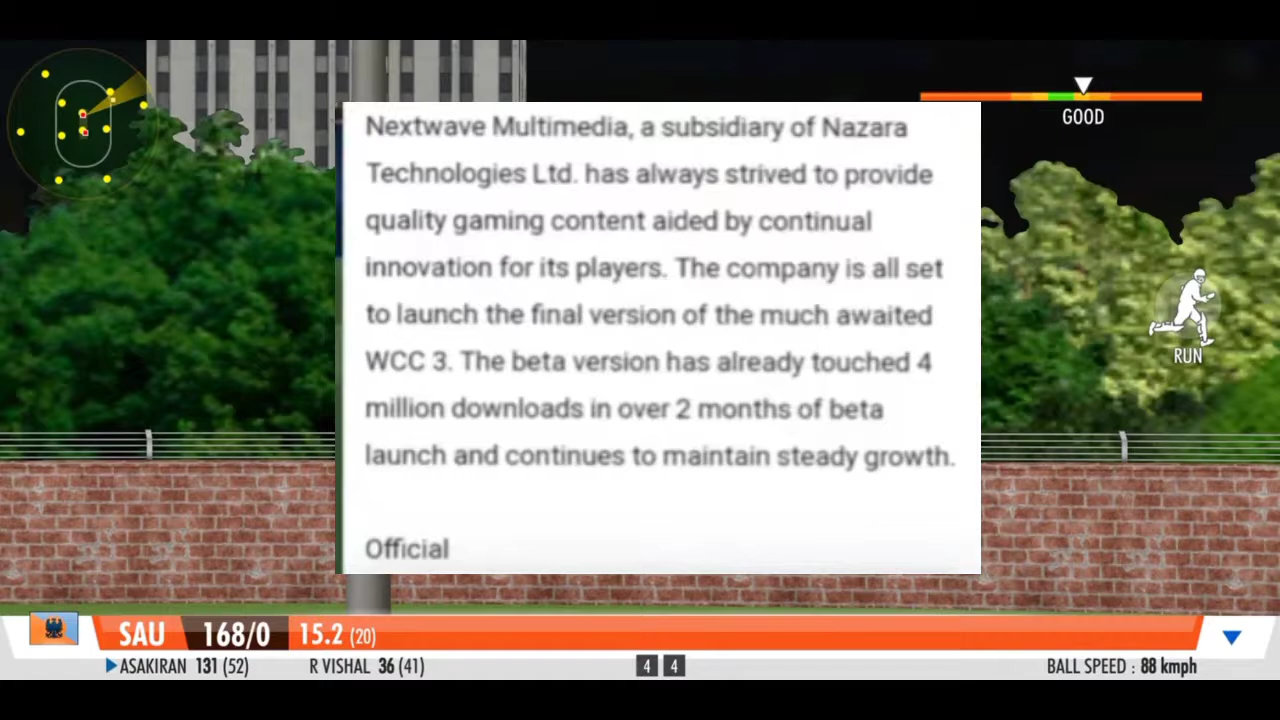 GOOD
Nextwave Multimedia, a subsidiary of Nazara
Technologies Ltd. has always strived to provide
quality gaming content aided by continual
innovation for its players. The company is all set
to launch the final version of the much awaited
WCC 3. The beta version has already touched 4
million downloads in over 2 months of beta
launch and continues to maintain steady growth.
Official
RUN
SAU 168/0 15.2 (20)
ASAKIRAN 131 (52) R VISHAL 36 (41) 4 4 BALL SPEED : 88 kmph